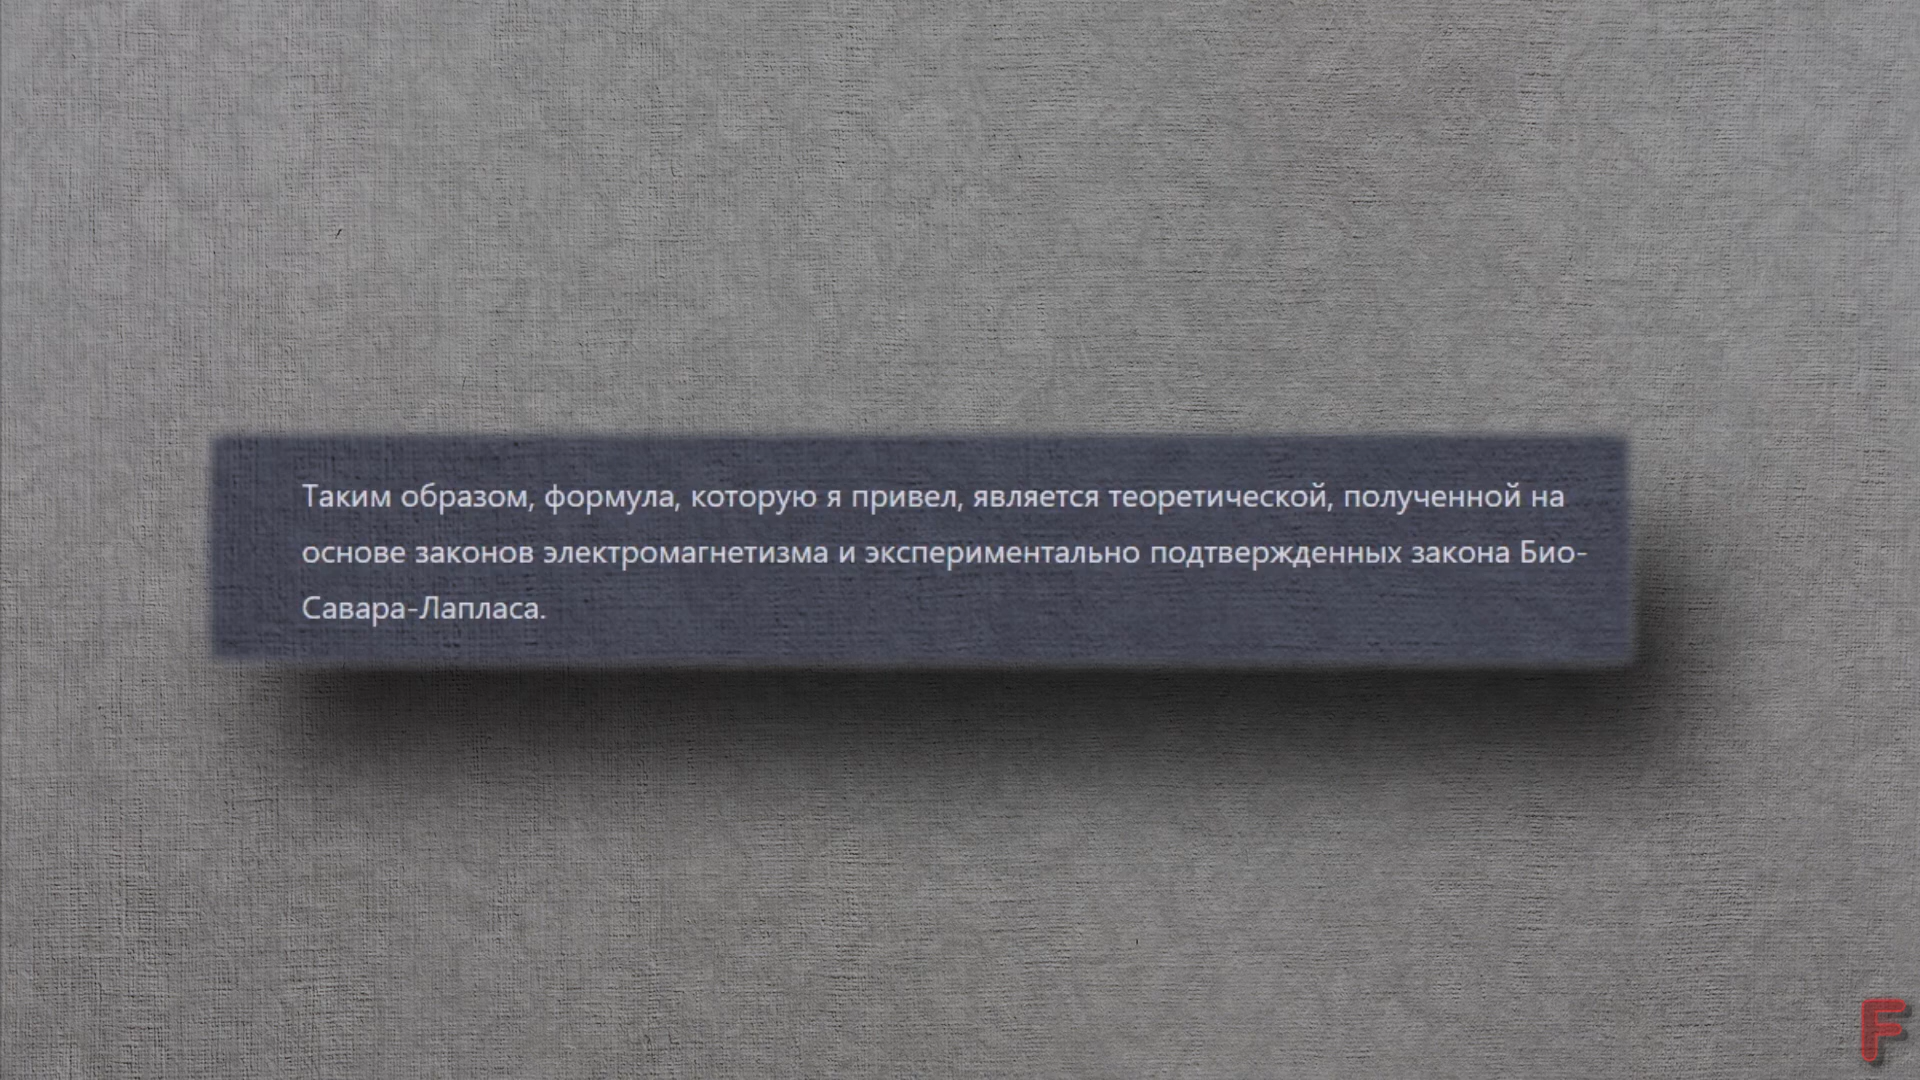 Таким образом, формула, которую я привел, является теоретической, полученной на
основе законов электромагнетизма и экспериментально подтвержденных закона Био-
Савара-Лапласа.
F